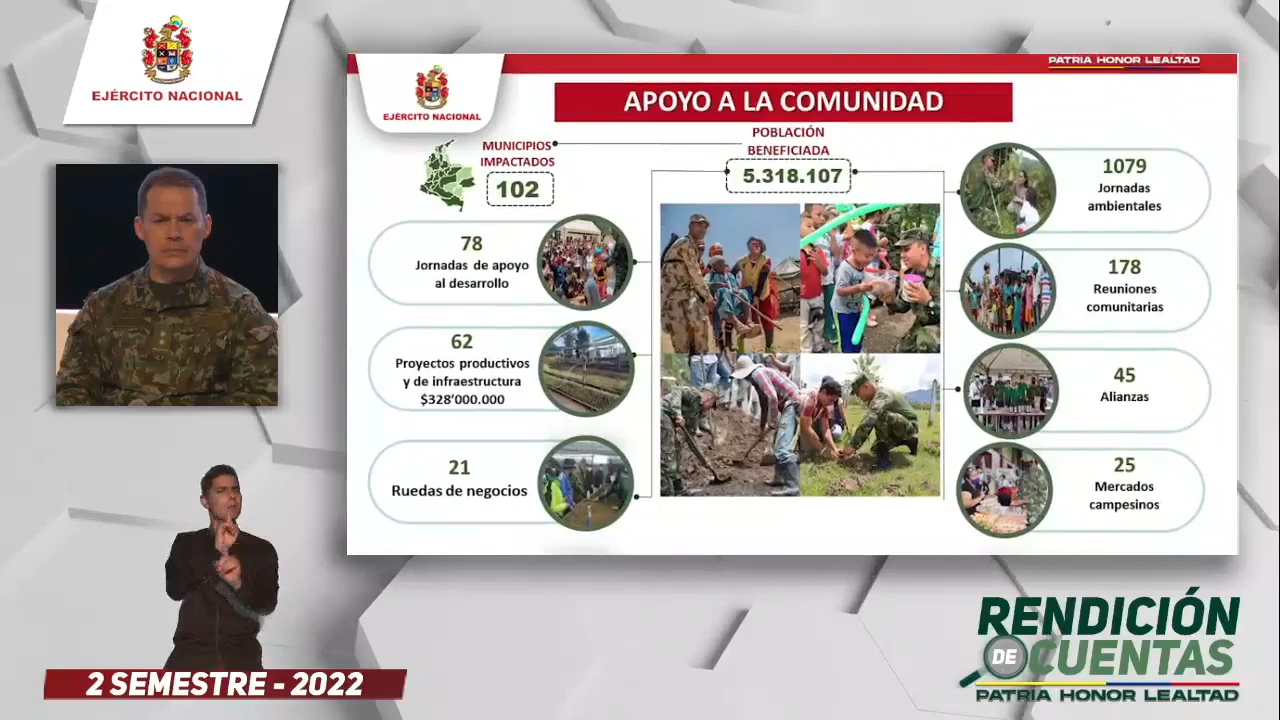 EJÉRCITO NACIONAL
EJÉRCITO NACIONAL
PATRIA HONOR LEALTAD
APOYO A LA COMUNIDAD
MUNICIPIOS
IMPACTADOS
102
POBLACIÓN
BENEFICIADA
5.318.107
78
Jornadas de apoyo
al desarrollo
62
Proyectos productivos
y de infraestructura
$328’000.000
21
Ruedas de negocios
1079
Jornadas
ambientales
178
Reuniones
comunitarias
45
Alianzas
25
Mercados
campesinos
2 SEMESTRE - 2022
RENDICIÓN
DE CUENTAS
PATRIA HONOR LEALTAD